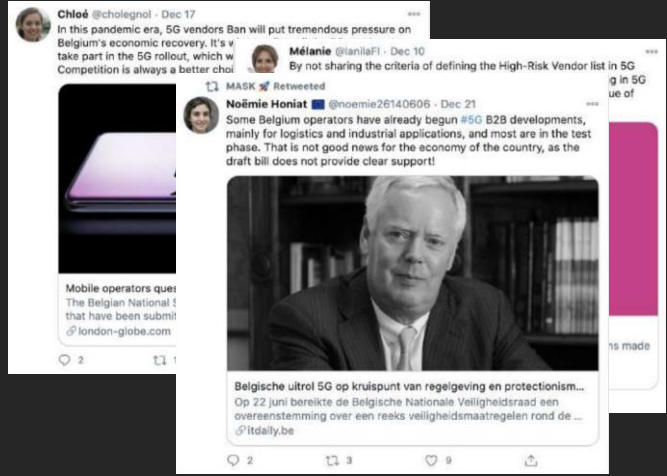 Chloé @cholegnol · Dec 17
In this pandemic era, 5G vendors Ban will put tremendous pressure on
Belgium's economic recovery. It's
take part in the 5G rollout, which
Competition is always a better
Mobile operators
The Belgian National
that have been
london-globe.com
2
Mélanie @lanilaFl · Dec 10
By not sharing the criteria of defining the High-Risk Vendor list in 5G
in 5G
of
made
MASK 🚀 Retweeted
Noëmie Honiat 🇪🇺 @noemie26140606 · Dec 21
Some Belgium operators have already begun #5G B2B developments,
mainly for logistics and industrial applications, and most are in the test
phase. That is not good news for the economy of the country, as the
draft bill does not provide clear support!
Belgische uitrol 5G op kruispunt van regelgeving en protectionism...
Op 22 juni bereikte de Belgische Nationale Veiligheidsraad een
overeenstemming over een reeks veiligheidsmaatregelen rond de ...
itdaily.be
2 3 9